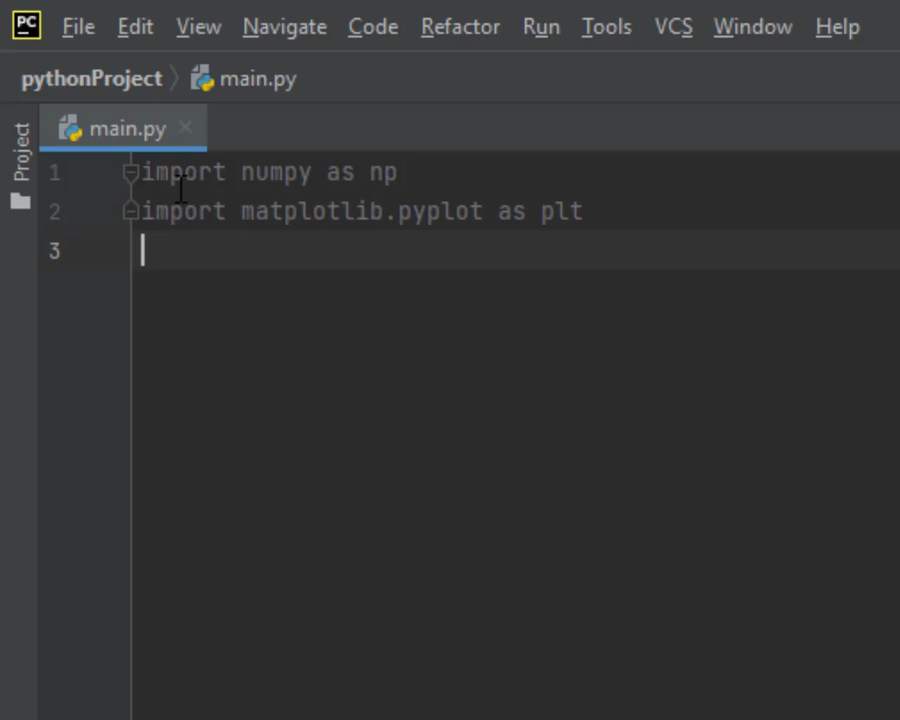 PC File Edit View Navigate Code Refactor Run Tools VCS Window Help
pythonProject main.py
Project
main.py
1 import numpy as np
2 import matplotlib.pyplot as plt
3